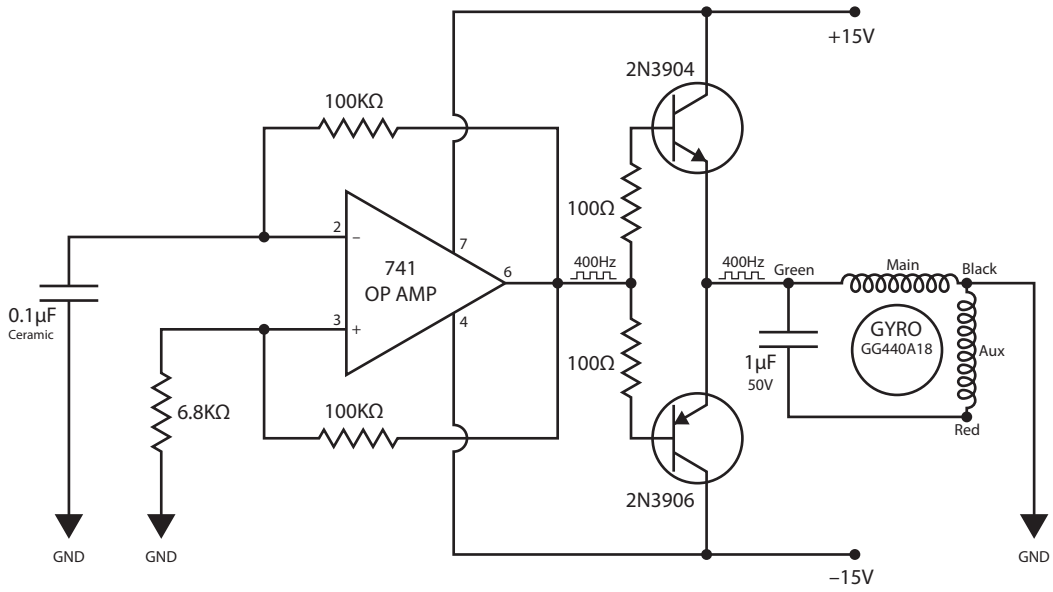 +15V
2N3904
100KΩ
100Ω
2
−
7
741
OP AMP
6
400Hz
400Hz
Green
Main
Black
0.1µF
Ceramic
3
+
4
GYRO
GG440A18
Aux
100Ω
1µF
50V
6.8KΩ
100KΩ
Red
2N3906
GND
GND
GND
–15V